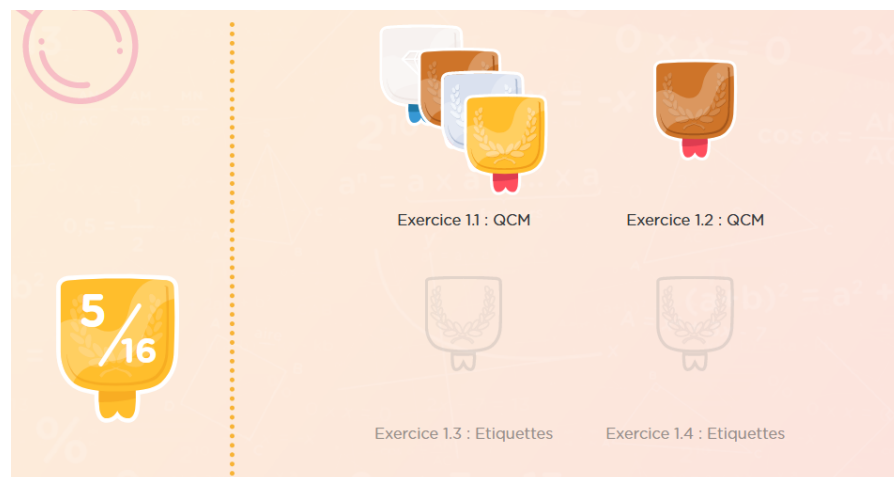 5/16
Exercice 1.1 : QCM
Exercice 1.2 : QCM
Exercice 1.3 : Etiquettes
Exercice 1.4 : Etiquettes